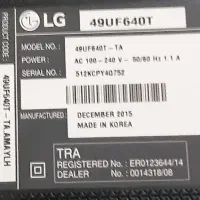 LG 49UF640T
MODEL NO. : 49UF640T-TA
POWER : AC 100 - 240 V ~ 50/60 Hz 1.1 A
SERIAL NO. : 512KCPY4D752
MANUFACTURED : DECEMBER 2015
MADE IN KOREA
TRA
REGISTERED No. : ER0123644/14
DEALER No. : 0014318/08
PRODUCT CODE :
49UF640T-TA.AMAYLH